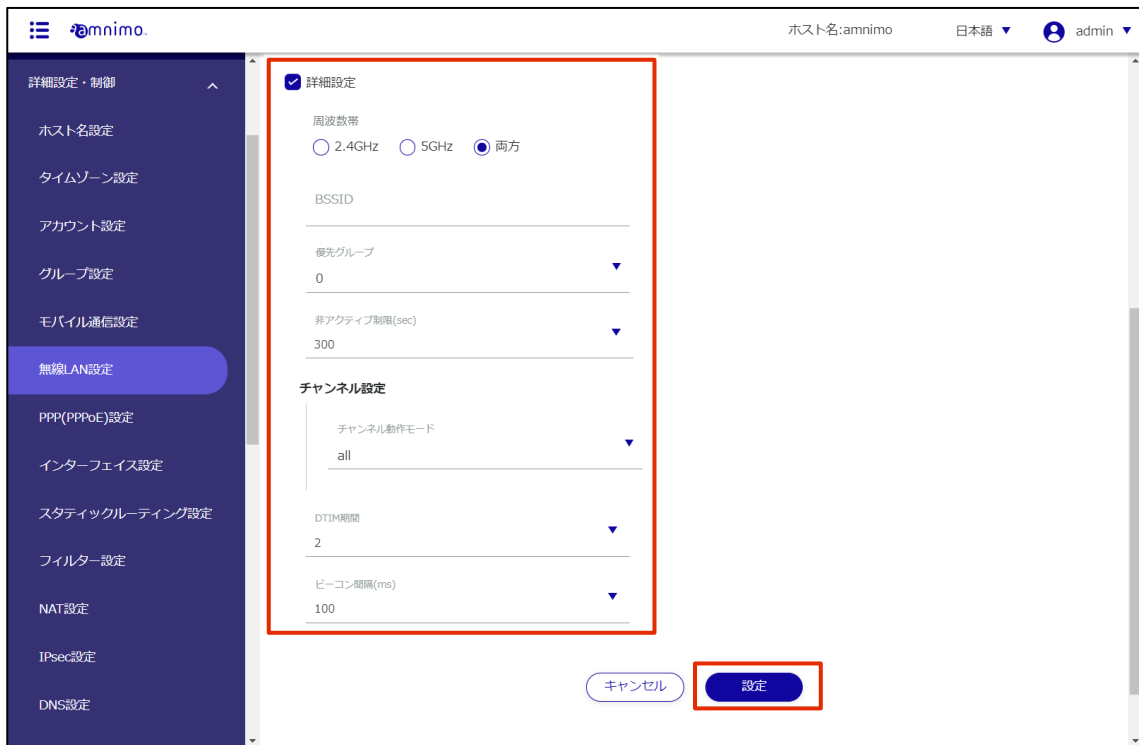 amnimo.
ホスト名:amnimo
日本語 ▼
admin ▼
詳細設定・制御
ホスト名設定
タイムゾーン設定
アカウント設定
グループ設定
モバイル通信設定
無線LAN設定
PPP(PPPoE)設定
インターフェイス設定
スタティックルーティング設定
フィルター設定
NAT設定
IPsec設定
DNS設定
詳細設定
周波数帯
2.4GHz 5GHz 両方
BSSID
優先グループ
0
非アクティブ制限(sec)
300
チャンネル設定
チャンネル動作モード
all
DTIM期間
2
ビーコン間隔(ms)
100
キャンセル 設定